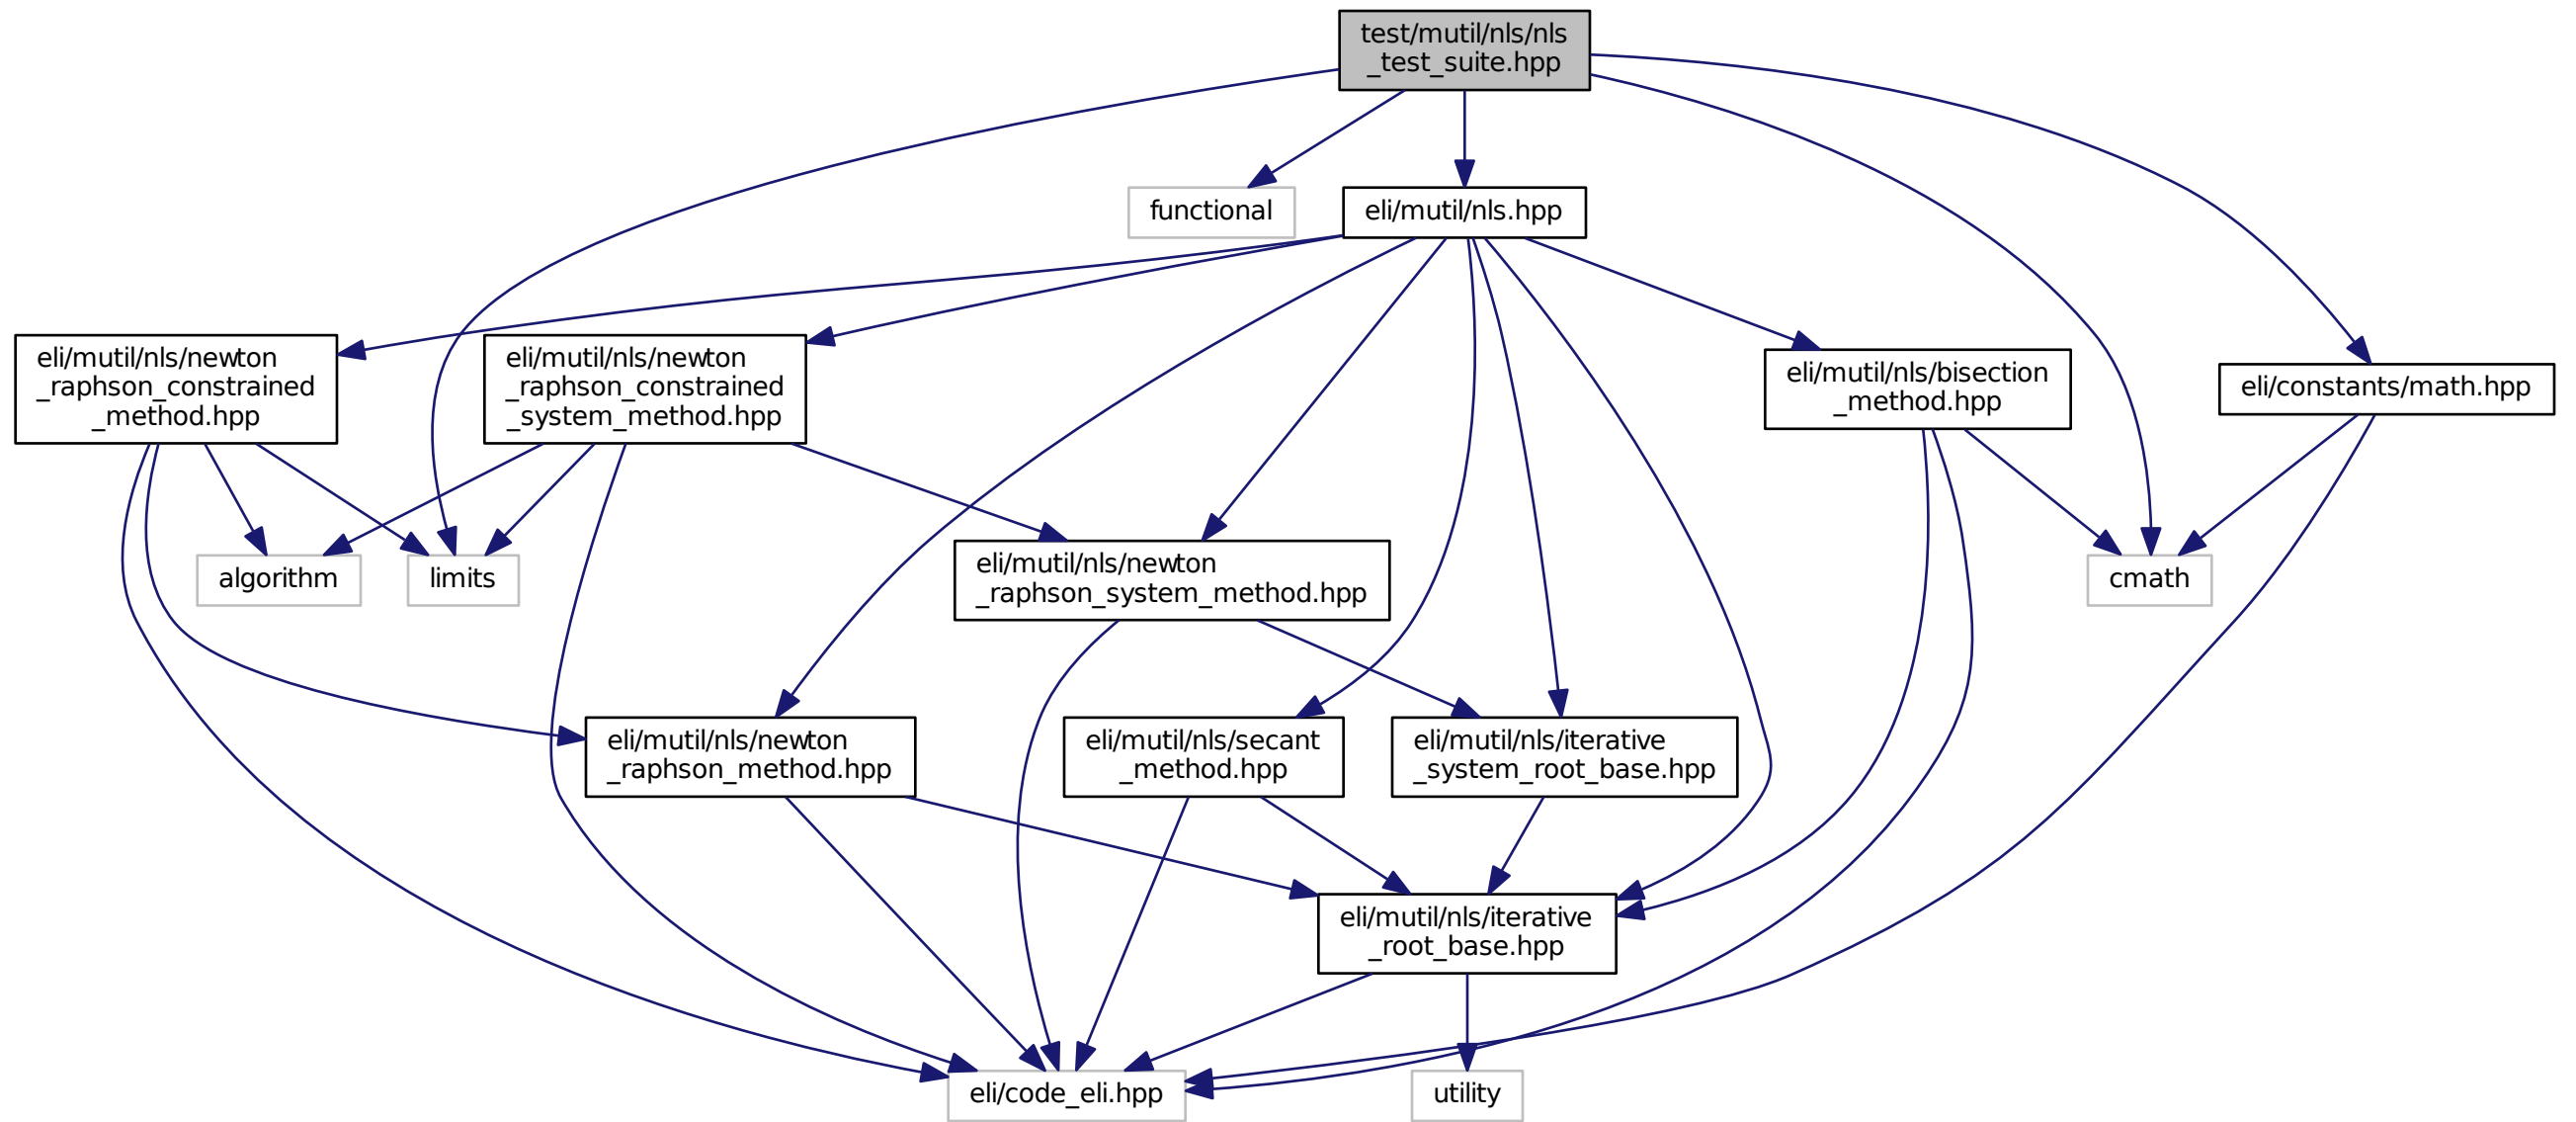 test/mutil/nls/nls
_test_suite.hpp
functional
eli/mutil/nls.hpp
eli/mutil/nls/newton
_raphson_constrained
_method.hpp
eli/mutil/nls/newton
_raphson_constrained
_system_method.hpp
eli/mutil/nls/bisection
_method.hpp
eli/constants/math.hpp
algorithm
limits
eli/mutil/nls/newton
_raphson_system_method.hpp
cmath
eli/mutil/nls/newton
_raphson_method.hpp
eli/mutil/nls/secant
_method.hpp
eli/mutil/nls/iterative
_system_root_base.hpp
eli/mutil/nls/iterative
_root_base.hpp
eli/code_eli.hpp
utility